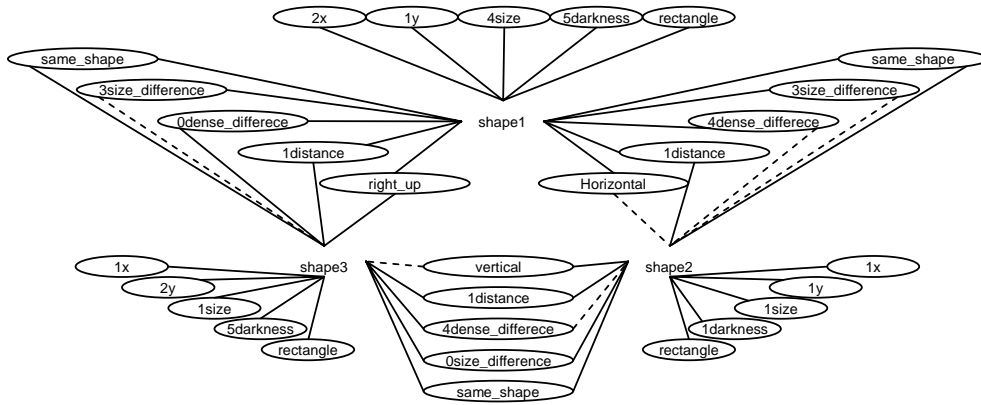 2x 1y 4size 5darkness rectangle
same_shape same_shape
3size_difference 3size_difference
0dense_differece shape1 4dense_differece
1distance 1distance
right_up Horizontal
1x shape3 vertical shape2 1x
2y 1y
1distance
1size 1size
5darkness 4dense_differece 1darkness
rectangle rectangle
0size_difference
same_shape